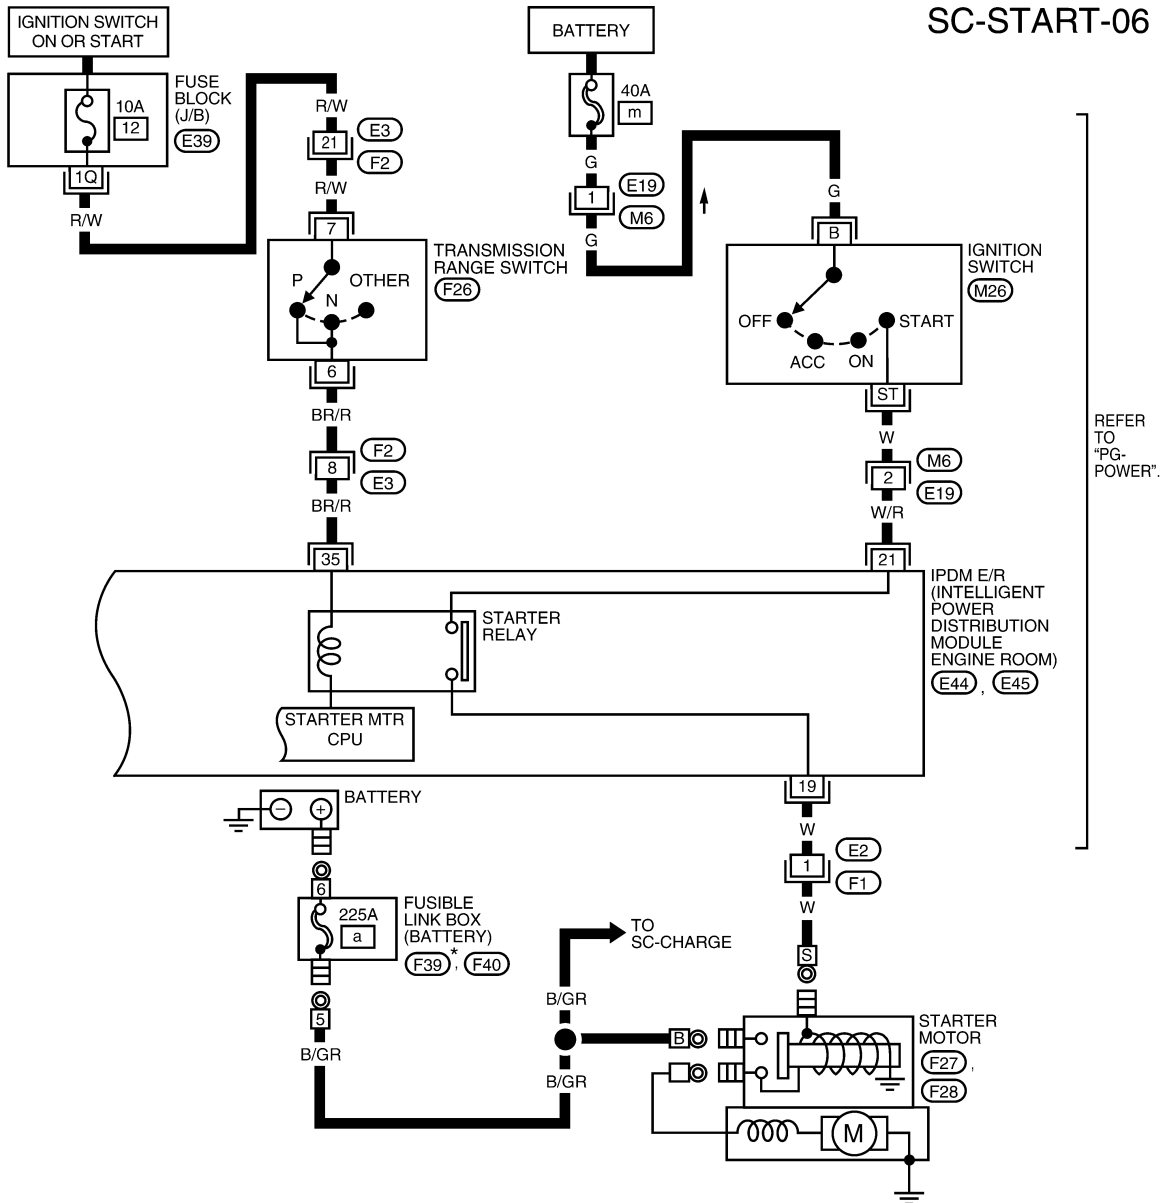 SC-START-06
IGNITION SWITCH
ON OR START
FUSE
BLOCK
(J/B)
E39
10A
12
1Q
R/W
R/W
21
E3
F2
R/W
7
TRANSMISSION
RANGE SWITCH
F26
P
N
OTHER
6
BR/R
8
F2
E3
BR/R
35
BATTERY
40A
m
G
1
E19
M6
G
G
B
IGNITION
SWITCH
M26
OFF
ACC
ON
START
ST
W
2
M6
E19
W/R
21
REFER
TO
“PG-
POWER”.
IPDM E/R
(INTELLIGENT
POWER
DISTRIBUTION
MODULE
ENGINE ROOM)
E44 , E45
STARTER
RELAY
STARTER MTR
CPU
19
W
1
E2
F1
W
S
BATTERY
−
+
6
225A
a
FUSIBLE
LINK BOX
(BATTERY)
F39 *, F40
5
B/GR
TO
SC-CHARGE
B/GR
B/GR
B
STARTER
MOTOR
F27 ,
F28
M